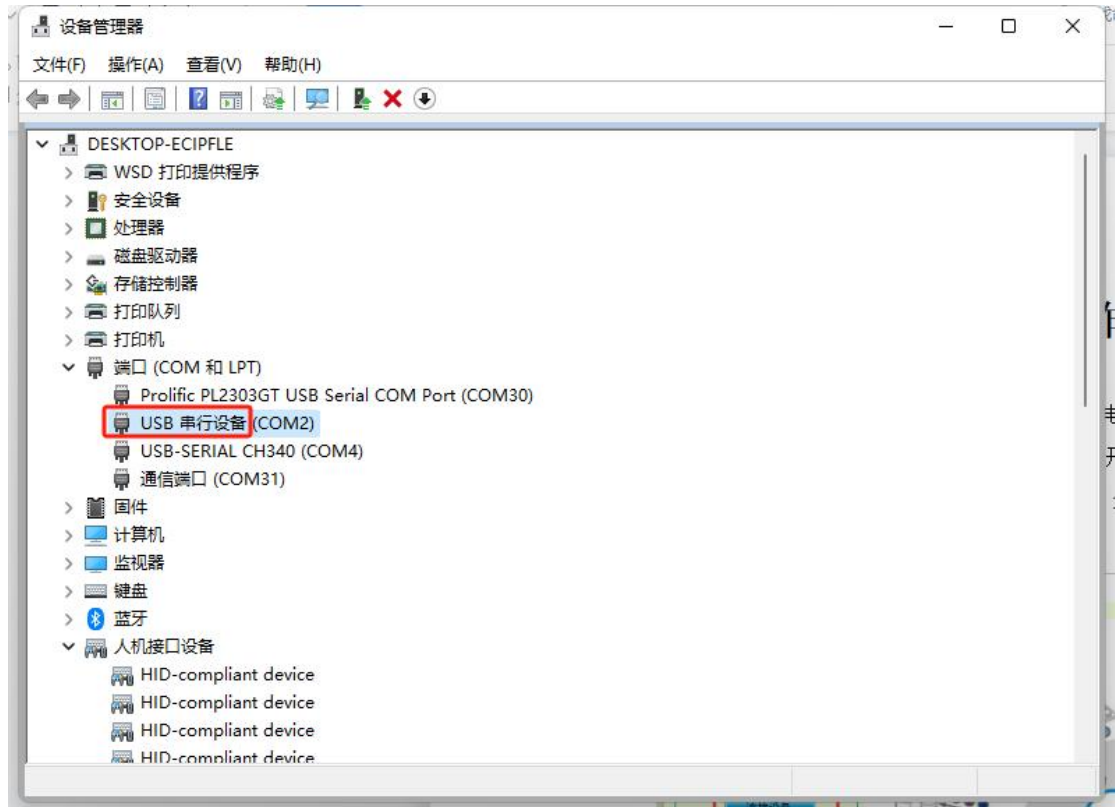 设备管理器
文件(F) 操作(A) 查看(V) 帮助(H)
DESKTOP-ECIPFLE
WSD 打印提供程序
安全设备
处理器
磁盘驱动器
存储控制器
打印队列
打印机
端口 (COM 和 LPT)
Prolific PL2303GT USB Serial COM Port (COM30)
USB 串行设备 (COM2)
USB-SERIAL CH340 (COM4)
通信端口 (COM31)
固件
计算机
监视器
键盘
蓝牙
人机接口设备
HID-compliant device
HID-compliant device
HID-compliant device
HID-compliant device